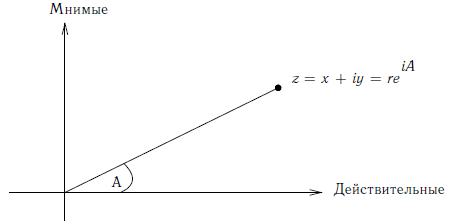 Мнимые
z = x + iy = re^{iA}
A
Действительные